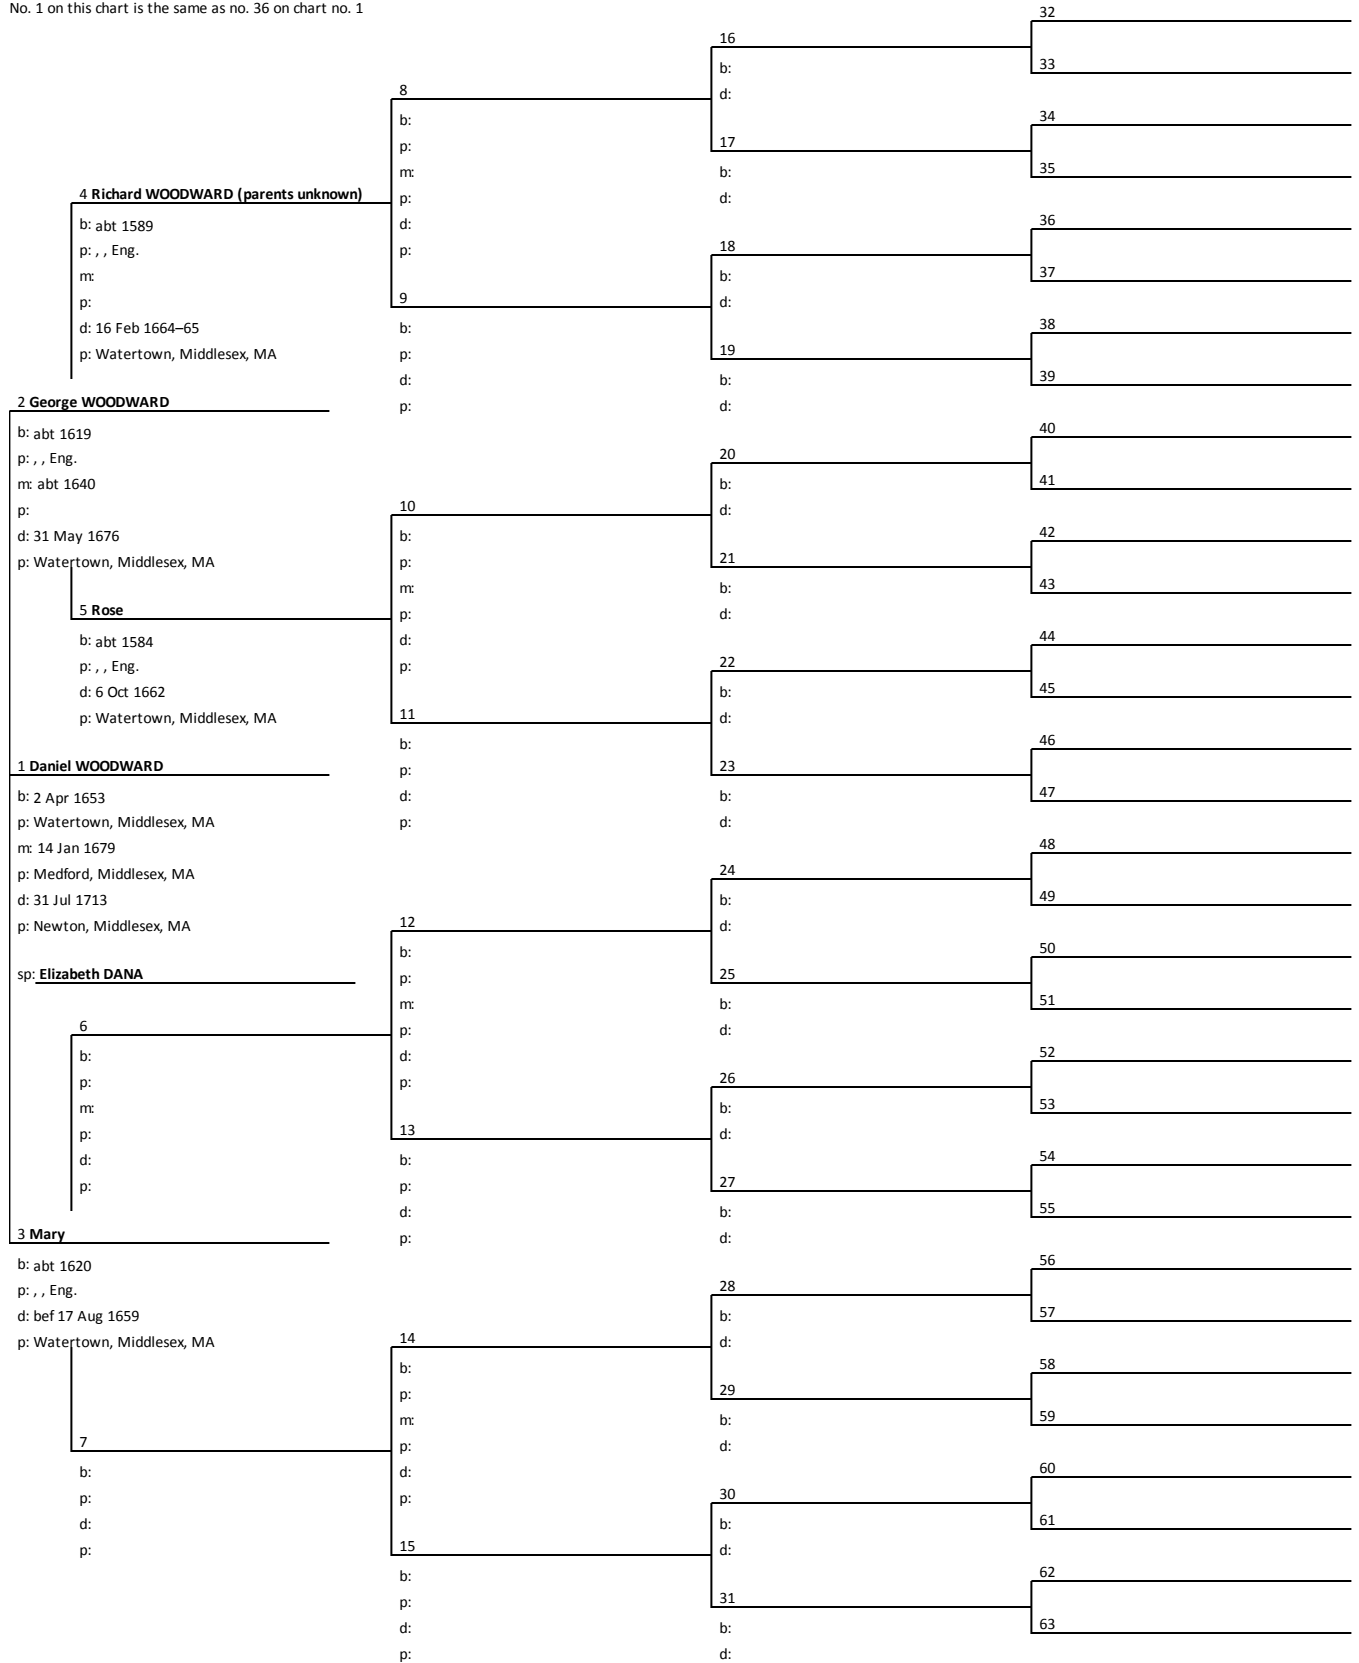 No. 1 on this chart is the same as no. 36 on chart no. 1
4 Richard WOODWARD (parents unknown)
b: abt 1589
p: , , Eng.
m:
p:
d: 16 Feb 1664–65
p: Watertown, Middlesex, MA
2 George WOODWARD
b: abt 1619
p: , , Eng.
m: abt 1640
p:
d: 31 May 1676
p: Watertown, Middlesex, MA
5 Rose
b: abt 1584
p: , , Eng.
d: 6 Oct 1662
p: Watertown, Middlesex, MA
1 Daniel WOODWARD
b: 2 Apr 1653
p: Watertown, Middlesex, MA
m: 14 Jan 1679
p: Medford, Middlesex, MA
d: 31 Jul 1713
p: Newton, Middlesex, MA
sp: Elizabeth DANA
6
b:
p:
m:
p:
d:
p:
3 Mary
b: abt 1620
p: , , Eng.
d: bef 17 Aug 1659
p: Watertown, Middlesex, MA
7
b:
p:
d:
p:
8
b:
p:
m:
p:
d:
p:
9
b:
p:
d:
p:
10
b:
p:
m:
p:
d:
p:
11
b:
p:
d:
p:
12
b:
p:
m:
p:
d:
p:
13
b:
p:
d:
p:
14
b:
p:
m:
p:
d:
p:
15
b:
p:
d:
p:
16
b:
d:
17
b:
d:
18
b:
d:
19
b:
d:
20
b:
d:
21
b:
d:
22
b:
d:
23
b:
d:
24
b:
d:
25
b:
d:
26
b:
d:
27
b:
d:
28
b:
d:
29
b:
d:
30
b:
d:
31
b:
d:
32
33
34
35
36
37
38
39
40
41
42
43
44
45
46
47
48
49
50
51
52
53
54
55
56
57
58
59
60
61
62
63